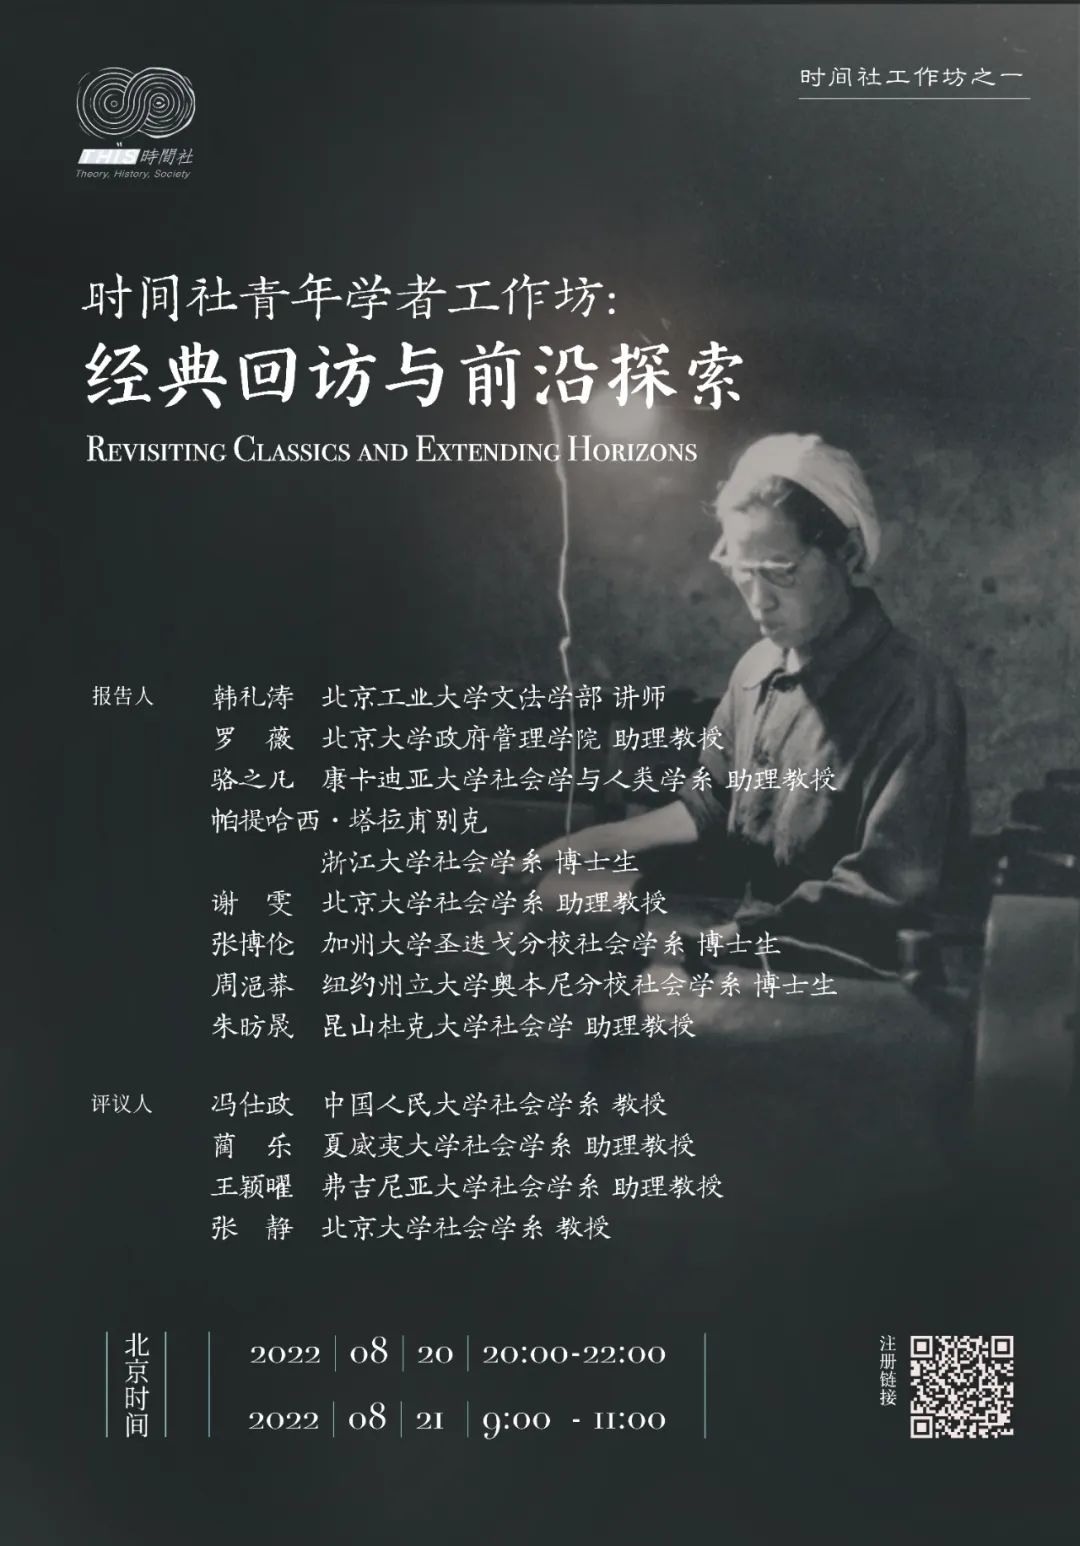 时间社工作坊之一
THiS時間社
Theory, History, Society
时间社青年学者工作坊:
经典回访与前沿探索
REVISITING CLASSICS AND EXTENDING HORIZONS
报告人 韩礼涛 北京工业大学文法学部 讲师
罗 薇 北京大学政府管理学院 助理教授
骆之凡 康卡迪亚大学社会学与人类学系 助理教授
帕提哈西·塔拉甫别克
浙江大学社会学系 博士生
谢 雯 北京大学社会学系 助理教授
张博伦 加州大学圣迭戈分校社会学系 博士生
周浥莽 纽约州立大学奥本尼分校社会学系 博士生
朱昉晟 昆山杜克大学社会学 助理教授
评议人 冯仕政 中国人民大学社会学系 教授
蔺 乐 夏威夷大学社会学系 助理教授
王颖曜 弗吉尼亚大学社会学系 助理教授
张 静 北京大学社会学系 教授
北京时间
2022 08 20 20:00-22:00
2022 08 21 9:00 - 11:00
注册链接